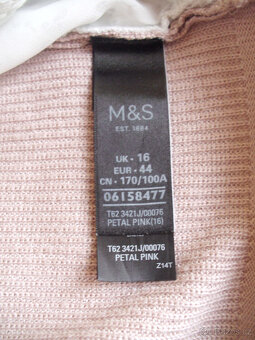 M&S
EST. 1884
UK · 16
EUR · 44
CN · 170/100A
06158477
T62 3421J/00076
PETAL PINK(16)
T62 3421J/00076
PETAL PINK
Z14T